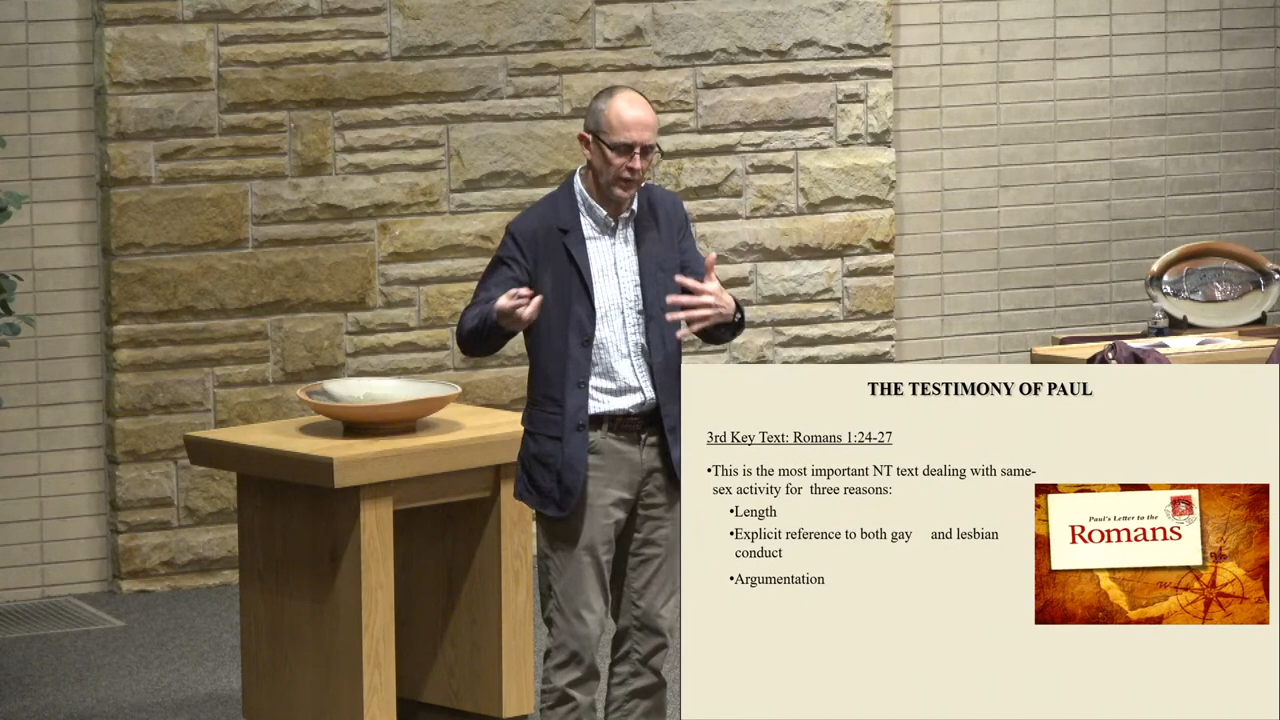 THE TESTIMONY OF PAUL
3rd Key Text: Romans 1:24-27
•This is the most important NT text dealing with same-
sex activity for three reasons:
•Length
•Explicit reference to both gay and lesbian
conduct
•Argumentation
Paul's Letter to the
Romans